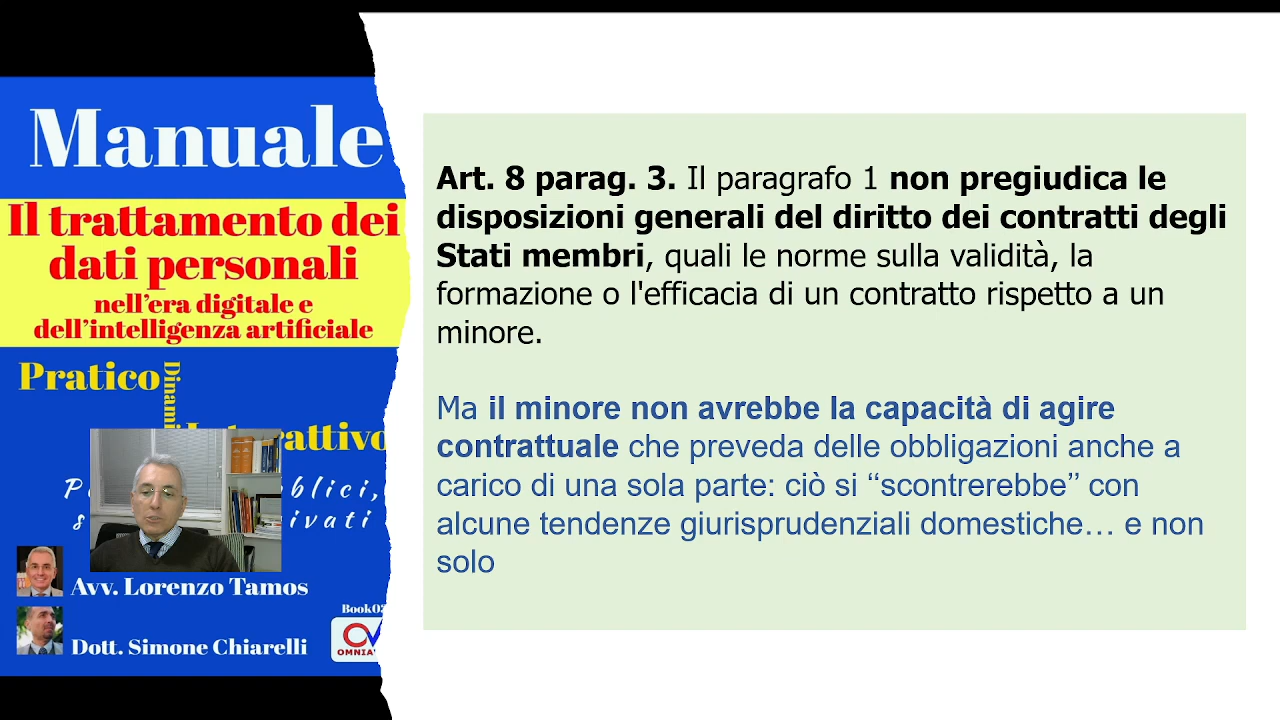 Manuale
Il trattamento dei
dati personali
nell'era digitale e
dell'intelligenza artificiale
Pratico
Avv. Lorenzo Tamos
Dott. Simone Chiarelli
Art. 8 parag. 3. Il paragrafo 1 non pregiudica le
disposizioni generali del diritto dei contratti degli
Stati membri, quali le norme sulla validità, la
formazione o l'efficacia di un contratto rispetto a un
minore.
Ma il minore non avrebbe la capacità di agire
contrattuale che preveda delle obbligazioni anche a
carico di una sola parte: ciò si “scontrerebbe” con
alcune tendenze giurisprudenziali domestiche… e non
solo